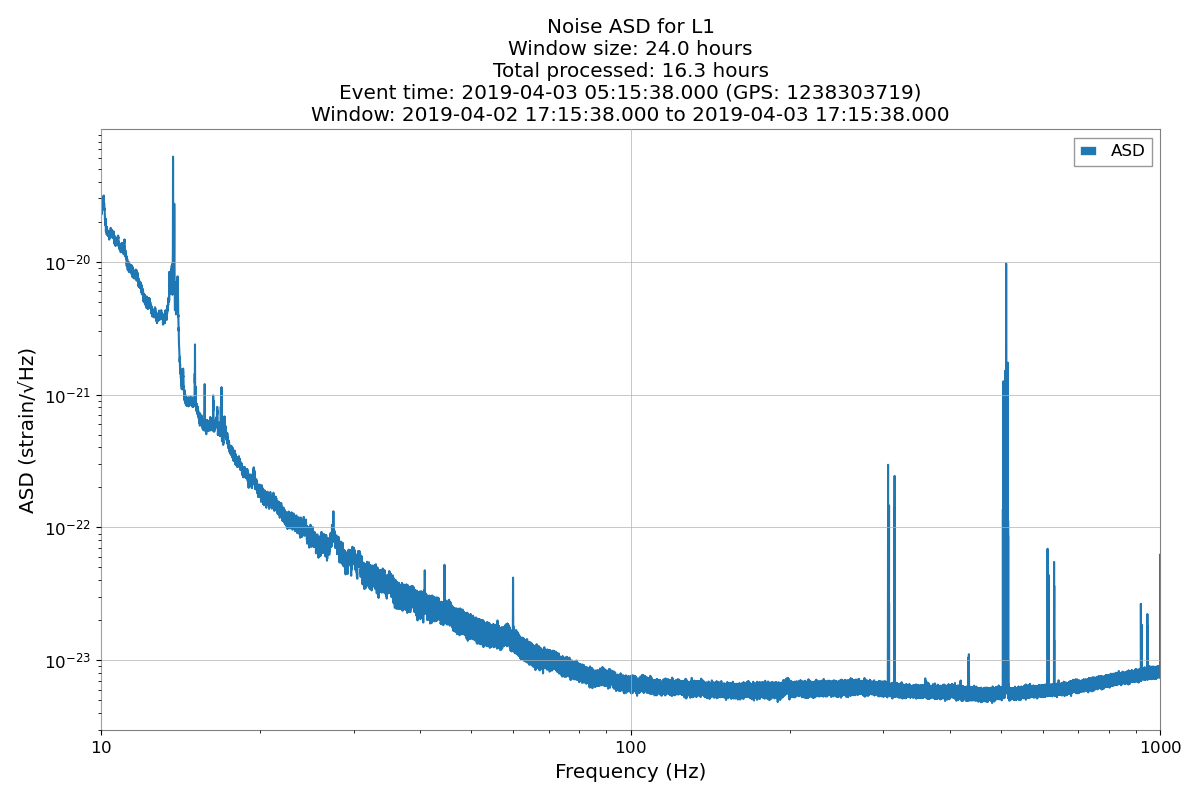 Noise ASD for L1
Window size: 24.0 hours
Total processed: 16.3 hours
Event time: 2019-04-03 05:15:38.000 (GPS: 1238303719)
Window: 2019-04-02 17:15:38.000 to 2019-04-03 17:15:38.000
ASD
ASD (strain/√Hz)
10⁻²⁰
10⁻²¹
10⁻²²
10⁻²³
10 100 1000
Frequency (Hz)